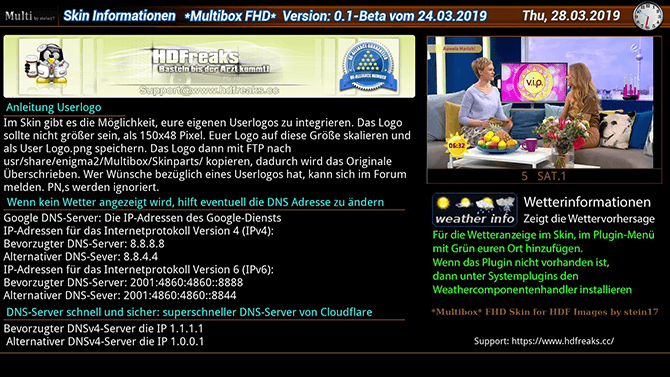 Multi by stein17
Skin Informationen *Multibox FHD* Version: 0.1-Beta vom 24.03.2019
Thu, 28.03.2019
HDFreaks
Basteln bis der Arzt kommt!
Support@www.hdfreaks.cc
Anleitung Userlogo
Im Skin gibt es die Möglichkeit, eure eigenen Userlogos zu integrieren. Das Logo
sollte nicht größer sein, als 150x48 Pixel. Euer Logo auf diese Größe skalieren und
als User Logo.png speichern. Das Logo dann mit FTP nach
usr/share/enigma2/Multibox/Skinparts/ kopieren, dadurch wird das Originale
Überschrieben. Wer Wünsche bezüglich eines Userlogos hat, kann sich im Forum
melden. PN,s werden ignoriert.
Wenn kein Wetter angezeigt wird, hilft eventuell die DNS Adresse zu ändern
Google DNS-Server: Die IP-Adressen des Google-Diensts
IP-Adressen für das Internetprotokoll Version 4 (IPv4):
Bevorzugter DNS-Server: 8.8.8.8
Alternativer DNS-Sever: 8.8.4.4
IP-Adressen für das Internetprotokoll Version 6 (IPv6):
Bevorzugter DNS-Server: 2001:4860:4860::8888
Alternativer DNS-Sever: 2001:4860:4860::8844
DNS-Server schnell und sicher: superschneller DNS-Server von Cloudflare
Bevorzugter DNSv4-Server die IP 1.1.1.1
Alternativer DNSv4-Server die IP 1.0.0.1
v.i.p.
06:32
5 SAT.1
weather info
Wetterinformationen
Zeigt die Wettervorhersage
Für die Wetteranzeige im Skin, im Plugin-Menü
mit Grün euren Ort hinzufügen.
Wenn das Plugin nicht vorhanden ist,
dann unter Systemplugins den
Weathercomponentenhandler installieren
*Multibox* FHD Skin for HDF Images by stein17
Support: https://www.hdfreaks.cc/